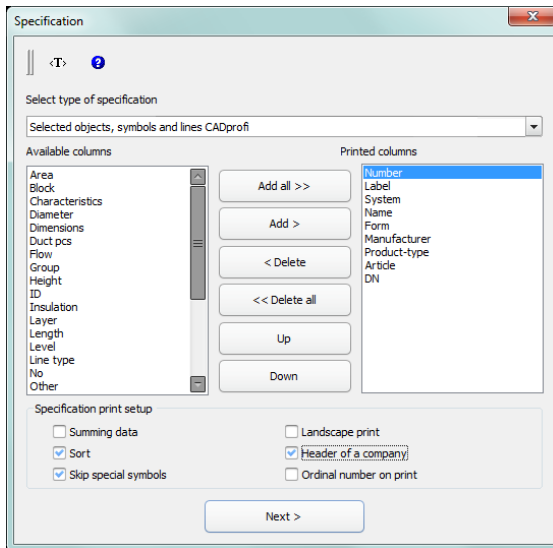 Specification
<T>
Select type of specification
Selected objects, symbols and lines CADprofi
Available columns
Area
Block
Characteristics
Diameter
Dimensions
Duct pcs
Flow
Group
Height
ID
Insulation
Layer
Length
Level
Line type
No
Other
Add all >>
Add >
< Delete
<< Delete all
Up
Down
Printed columns
Number
Label
System
Name
Form
Manufacturer
Product-type
Article
DN
Specification print setup
Summing data
Landscape print
Sort
Header of a company
Skip special symbols
Ordinal number on print
Next >